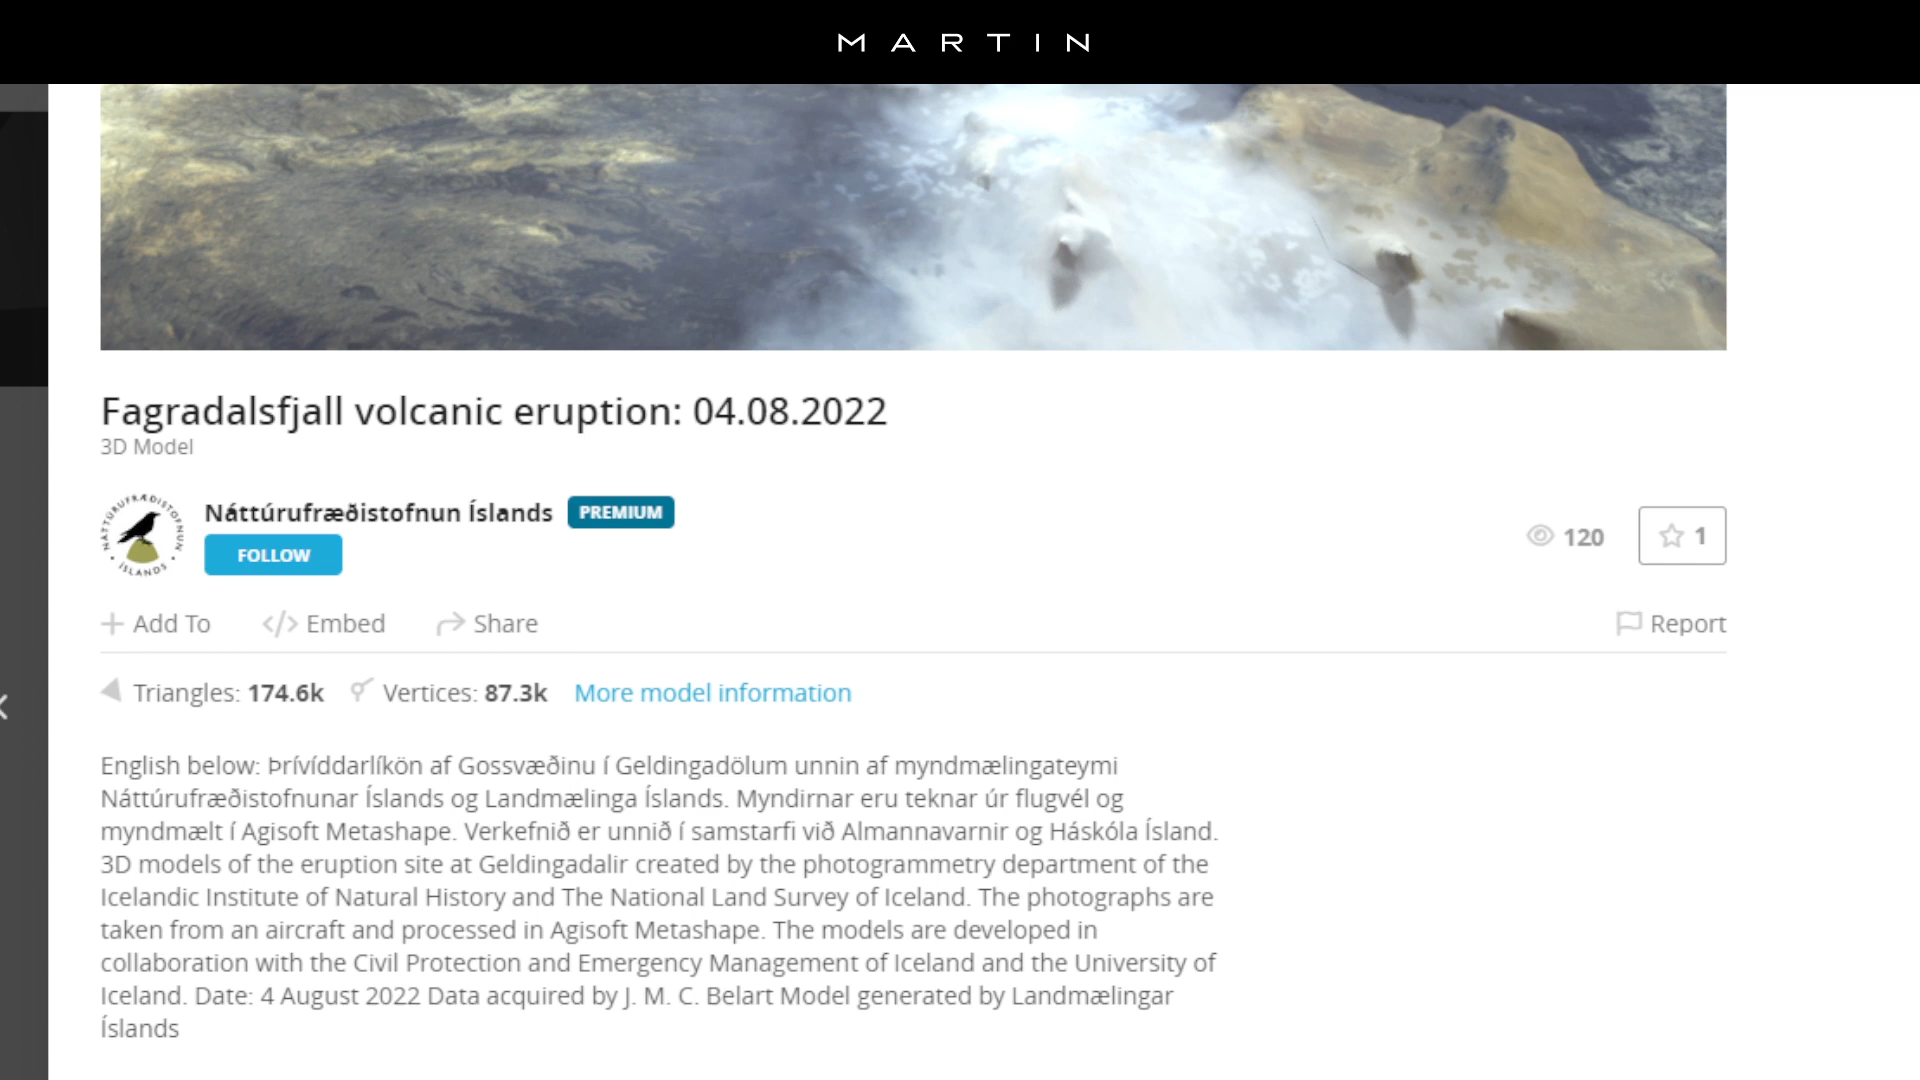 MARTIN
Fagradalsfjall volcanic eruption: 04.08.2022
3D Model
NÁTTÚRUFRÆÐISTOFNUN ÍSLANDS
Náttúrufræðistofnun Íslands PREMIUM
FOLLOW
120
1
Add To Embed Share Report
Triangles: 174.6k Vertices: 87.3k More model information
English below: Þrívíddarlíkön af Gossvæðinu í Geldingadölum unnin af myndmælingateymi
Náttúrufræðistofnunar Íslands og Landmælinga Íslands. Myndirnar eru teknar úr flugvél og
myndmælt í Agisoft Metashape. Verkefnið er unnið í samstarfi við Almannavarnir og Háskóla Ísland.
3D models of the eruption site at Geldingadalir created by the photogrammetry department of the
Icelandic Institute of Natural History and The National Land Survey of Iceland. The photographs are
taken from an aircraft and processed in Agisoft Metashape. The models are developed in
collaboration with the Civil Protection and Emergency Management of Iceland and the University of
Iceland. Date: 4 August 2022 Data acquired by J. M. C. Belart Model generated by Landmælingar
Íslands